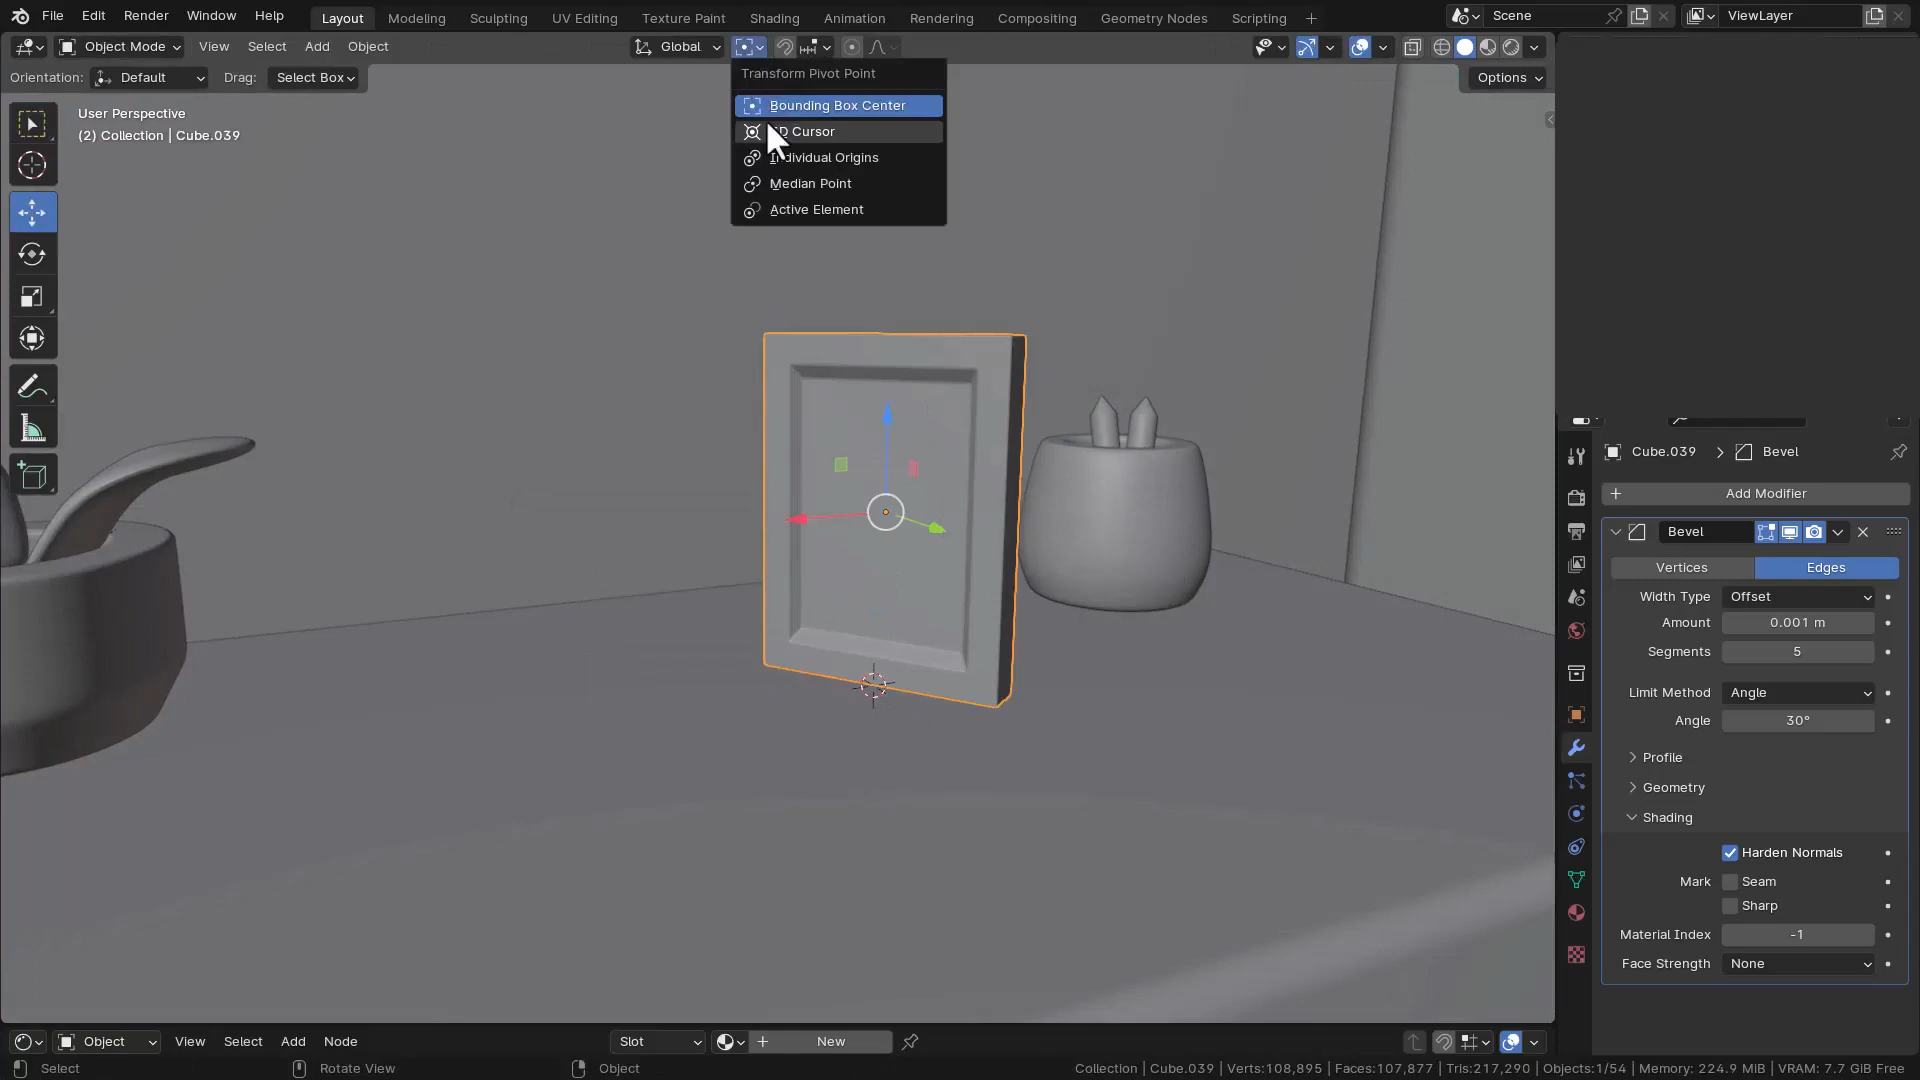 File Edit Render Window Help Layout Modeling Sculpting UV Editing Texture Paint Shading Animation Rendering Compositing Geometry Nodes Scripting + Scene ViewLayer
Object Mode View Select Add Object Global
Orientation: Default Drag: Select Box Options
Transform Pivot Point
Bounding Box Center
D Cursor
Individual Origins
Median Point
Active Element
User Perspective
(2) Collection | Cube.039
Cube.039 > Bevel
+ Add Modifier
Bevel
Vertices Edges
Width Type Offset
Amount 0.001 m
Segments 5
Limit Method Angle
Angle 30°
Profile
Geometry
Shading
Harden Normals
Mark Seam
Sharp
Material Index -1
Face Strength None
Object View Select Add Node Slot + New
Select Rotate View Object Collection | Cube.039 | Verts:108,895 | Faces:107,877 | Tris:217,290 | Objects:1/54 | Memory: 224.9 MiB | VRAM: 7.7 GiB Free